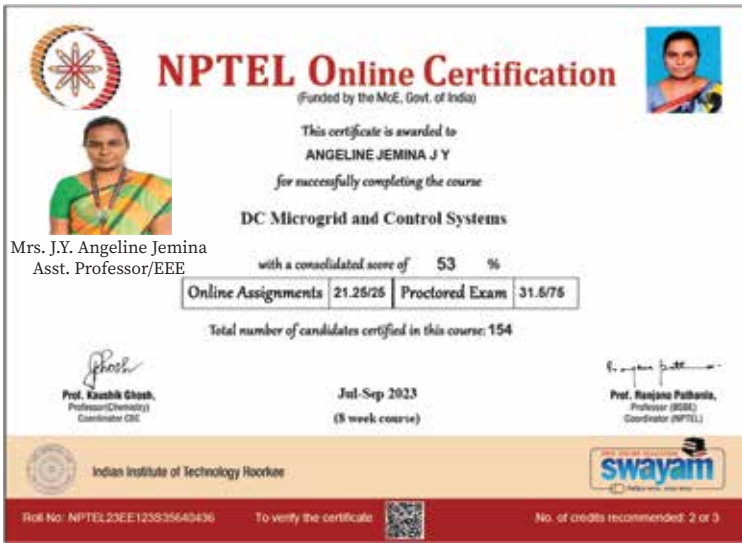 NPTEL Online Certification
(Funded by the MoE, Govt. of India)
This certificate is awarded to
ANGELINE JEMINA J Y
for successfully completing the course
DC Microgrid and Control Systems
Mrs. J.Y. Angeline Jemina
Asst. Professor/EEE
with a consolidated score of 53 %
Online Assignments 21.25/25 Proctored Exam 31.5/75
Total number of candidates certified in this course: 154
Prof. Kaushik Ghosh,
Professor(Chemistry)
Coordinator CEC
Jul-Sep 2023
(8 week course)
Prof. Ranjana Pathania,
Professor (BSBE)
Coordinator (NPTEL)
Indian Institute of Technology Roorkee
swayam
Roll No: NPTEL23EE123S35640436
To verify the certificate
No. of credits recommended: 2 or 3